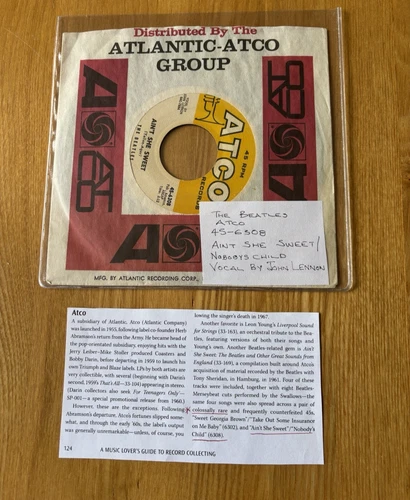 Distributed By The
ATLANTIC-ATCO
GROUP
ATCO
ATCO
ATCO
45 RPM
ATCO
RECORDS
AIN'T SHE SWEET
THE BEATLES
45-6308
THE BEATLES
ATCO
45-6308
AINT SHE SWEET/
NOBOBYS CHILD
VOCAL BY JOHN LENNON
MFG. BY ATLANTIC RECORDING CORP.,
Atco
A subsidiary of Atlantic, Atco (Atlantic Company)
was launched in 1955, following label co-founder Herb
Abramson's return from the Army. He became head of
the pop-orientated subsidiary, enjoying hits with the
Jerry Leiber-Mike Stoller produced Coasters and
Bobby Darin, before departing in 1959 to launch his
own Triumph and Blaze labels. LPs by both artists are
very collectible, with several (beginning with Darin's
second, 1959's That's All—33-104) appearing in stereo.
(Darin collectors also seek For Teenagers Only—
SP-001—a special promotional release from 1960.)
However, these are the exceptions. Following
Abramson's departure, Atco's fortunes slipped some
what, and through the early '60s, the label's output
was generally unremarkable—unless, of course, you
124
lowing the singer's death in 1967.
Another favorite is Leon Young's Liverpool Sound
for Strings (33-163), an orchestral tribute to the Beatles,
featuring versions of both their songs and
Young's own. Another Beatles-related gem is Ain't
She Sweet: The Beatles and Other Great Sounds from
England (33-169), a compilation built around Atco's
acquisition of material recorded by the Beatles with
Tony Sheridan, in Hamburg, in 1961. Four of these
tracks were included, together with eight Beatles-
Merseybeat cuts performed by the Swallows—the
same four songs were also spread across a pair of
colossally rare and frequently counterfeited 45s,
"Sweet Georgia Brown"/"Take Out Some Insurance
on Me Baby" (6302), and "Ain't She Sweet"/"Nobody's
Child" (6308).
A MUSIC LOVER'S GUIDE TO RECORD COLLECTING